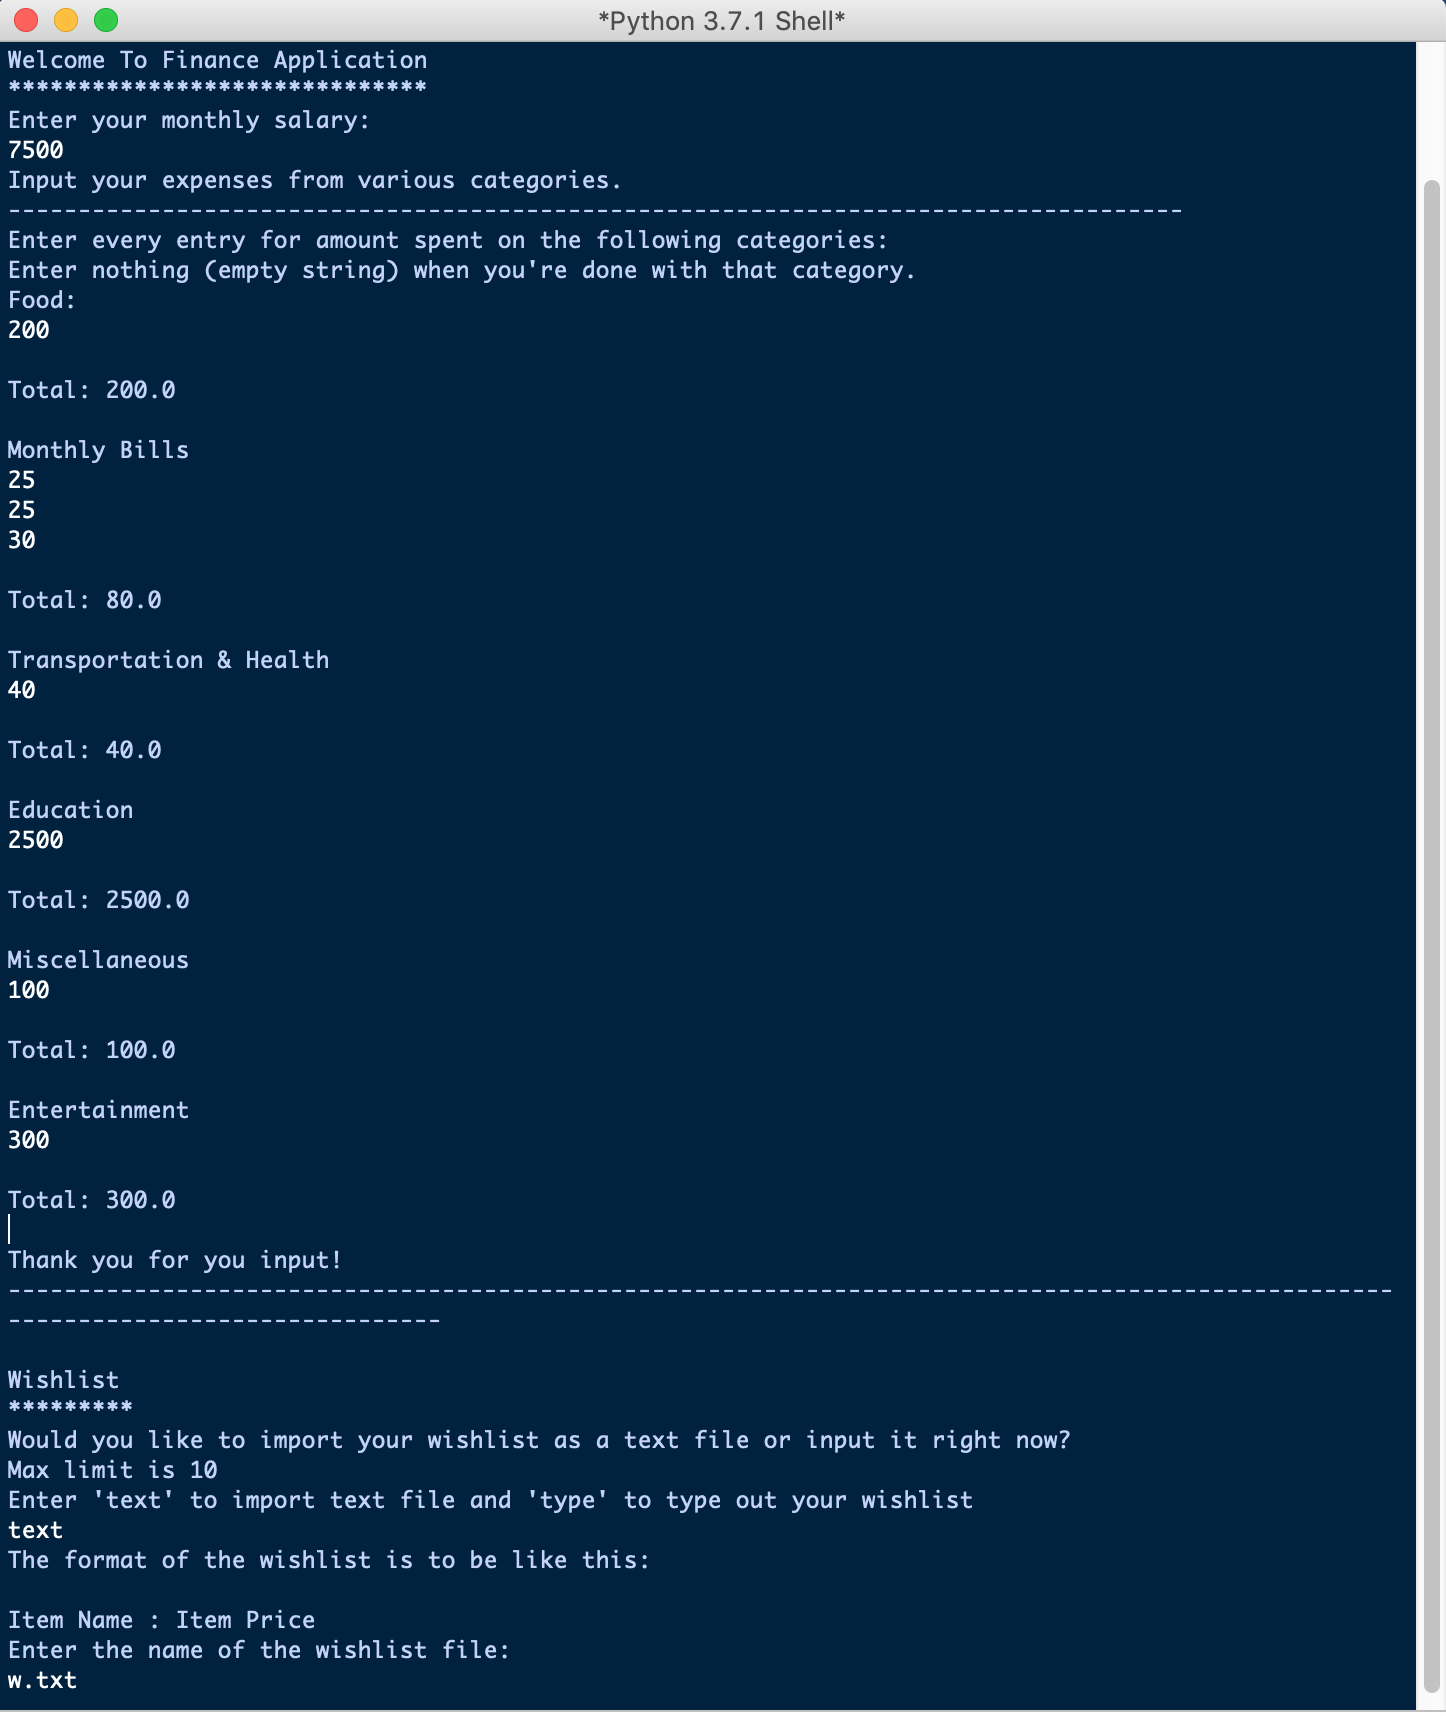 *Python 3.7.1 Shell*
Welcome To Finance Application
******************************
Enter your monthly salary:
7500
Input your expenses from various categories.
------------------------------------------------------------------------------------
Enter every entry for amount spent on the following categories:
Enter nothing (empty string) when you're done with that category.
Food:
200
Total: 200.0
Monthly Bills
25
25
30
Total: 80.0
Transportation & Health
40
Total: 40.0
Education
2500
Total: 2500.0
Miscellaneous
100
Total: 100.0
Entertainment
300
Total: 300.0
Thank you for you input!
---------------------------------------------------------------------------------------------------
-------------------------------
Wishlist
*********
Would you like to import your wishlist as a text file or input it right now?
Max limit is 10
Enter 'text' to import text file and 'type' to type out your wishlist
text
The format of the wishlist is to be like this:
Item Name : Item Price
Enter the name of the wishlist file:
w.txt